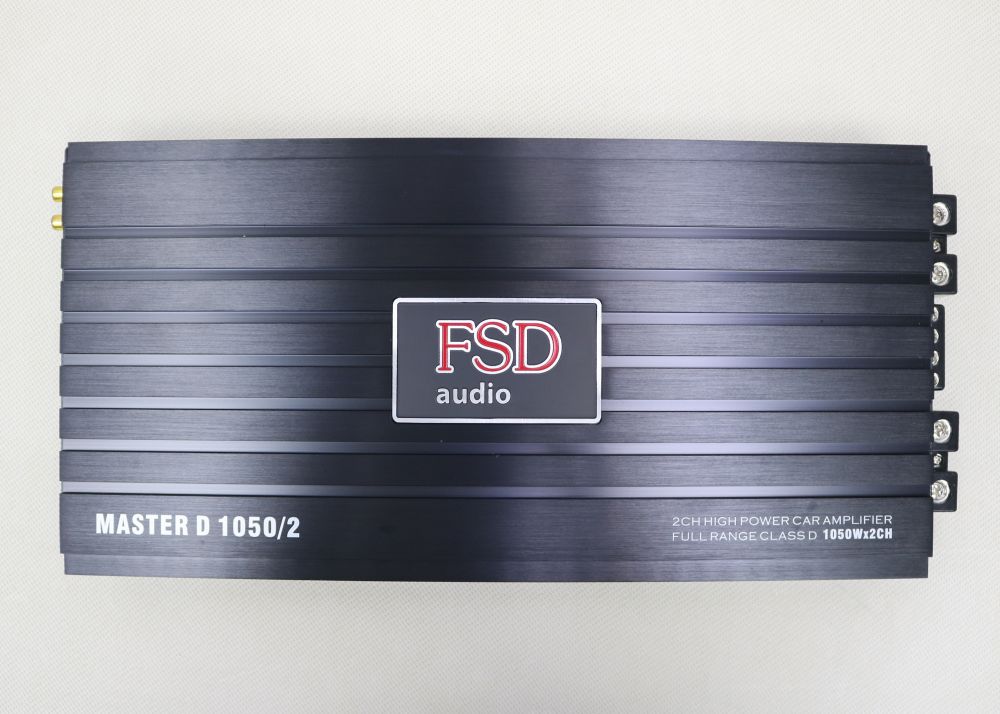 FSD
audio
MASTER D 1050/2
2CH HIGH POWER CAR AMPLIFIER
FULL RANGE CLASS D 1050Wx2CH